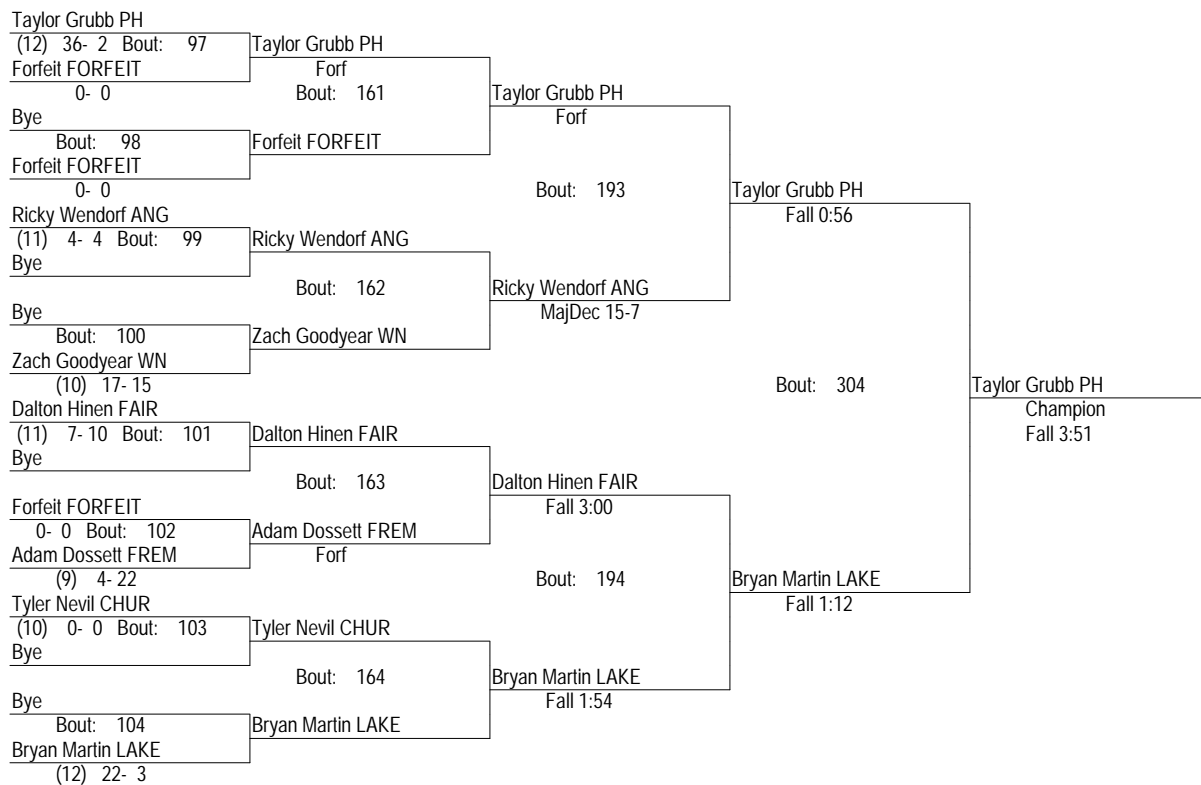 Taylor Grubb PH
(12) 36- 2 Bout: 97
Taylor Grubb PH
Forfeit FORFEIT
Forf
0- 0
Bout: 161
Taylor Grubb PH
Bye
Forf
Bout: 98
Forfeit FORFEIT
Forfeit FORFEIT
0- 0
Bout: 193
Taylor Grubb PH
Ricky Wendorf ANG
Fall 0:56
(11) 4- 4 Bout: 99
Ricky Wendorf ANG
Bye
Bout: 162
Ricky Wendorf ANG
Bye
MajDec 15-7
Bout: 100
Zach Goodyear WN
Zach Goodyear WN
(10) 17- 15
Bout: 304
Taylor Grubb PH
Dalton Hinen FAIR
Champion
(11) 7- 10 Bout: 101
Dalton Hinen FAIR
Fall 3:51
Bye
Bout: 163
Dalton Hinen FAIR
Forfeit FORFEIT
Fall 3:00
0- 0 Bout: 102
Adam Dossett FREM
Adam Dossett FREM
Forf
(9) 4- 22
Bout: 194
Bryan Martin LAKE
Tyler Nevil CHUR
Fall 1:12
(10) 0- 0 Bout: 103
Tyler Nevil CHUR
Bye
Bout: 164
Bryan Martin LAKE
Bye
Fall 1:54
Bout: 104
Bryan Martin LAKE
Bryan Martin LAKE
(12) 22- 3